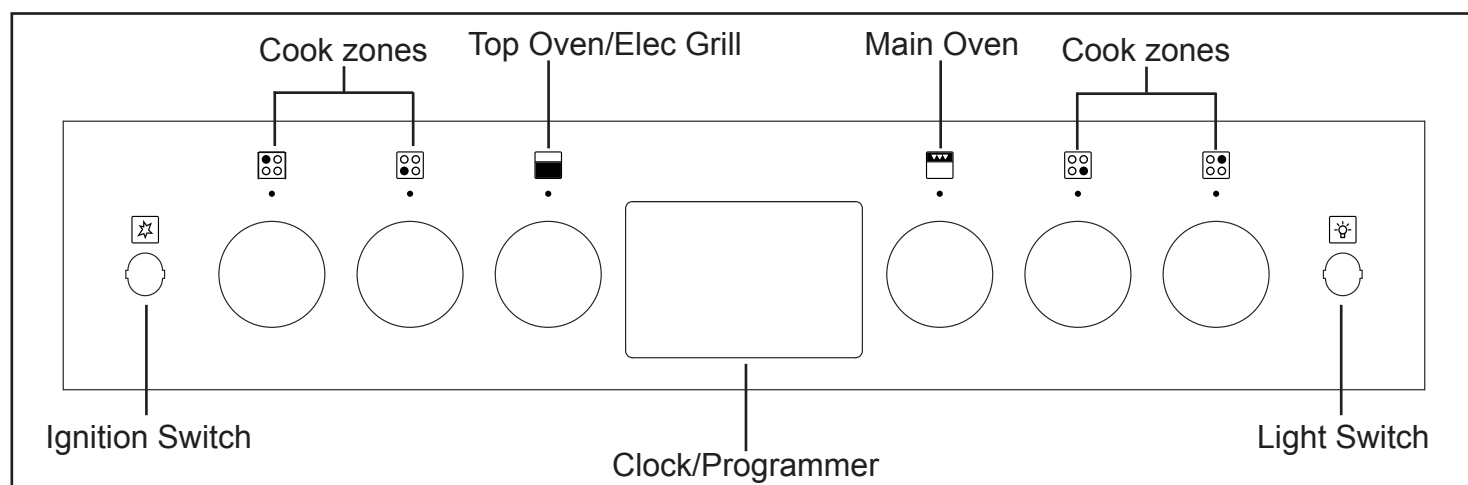 Cook zones
Top Oven/Elec Grill
Main Oven
Cook zones
Ignition Switch
Clock/Programmer
Light Switch